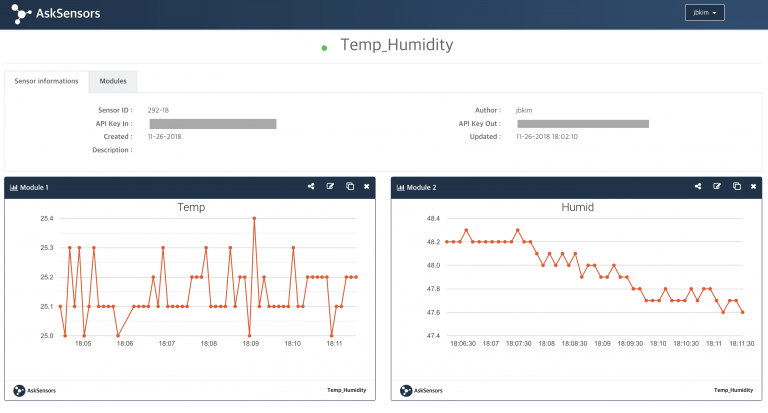 AskSensors
jbkim
Temp_Humidity
Sensor informations Modules
Sensor ID : 292-18 Author : jbkim
API Key In : API Key Out :
Created : 11-26-2018 Updated : 11-26-2018 18:02:10
Description :
Module 1
Temp
25.4
25.3
25.2
25.1
25.0
18:05 18:06 18:07 18:08 18:09 18:10 18:11
AskSensors Temp_Humidity
Module 2
Humid
48.4
48.2
48.0
47.8
47.6
47.4
18:06:30 18:07 18:07:30 18:08 18:08:30 18:09 18:09:30 18:10 18:10:30 18:11 18:11:30
AskSensors Temp_Humidity